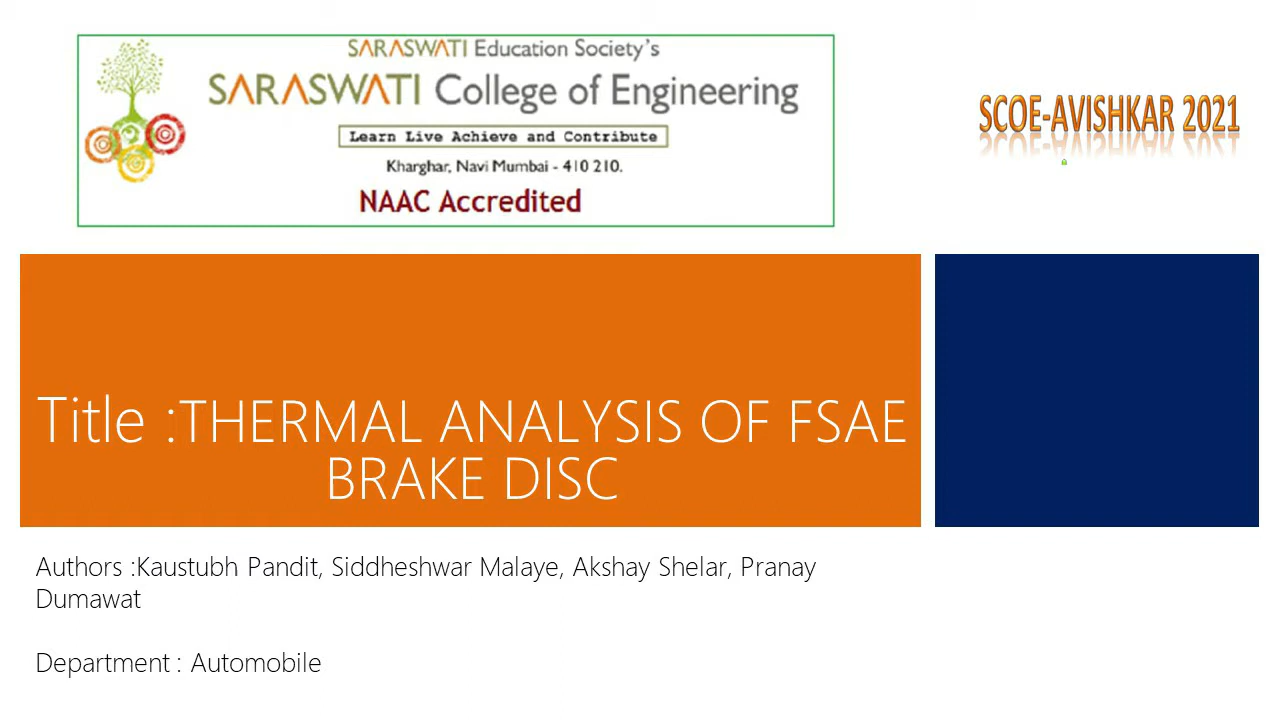 SARASWATI Education Society's
SARASWATI College of Engineering
Learn Live Achieve and Contribute
Kharghar, Navi Mumbai - 410 210.
NAAC Accredited
SCOE-AVISHKAR 2021
Title :THERMAL ANALYSIS OF FSAE
BRAKE DISC
Authors :Kaustubh Pandit, Siddheshwar Malaye, Akshay Shelar, Pranay
Dumawat
Department : Automobile